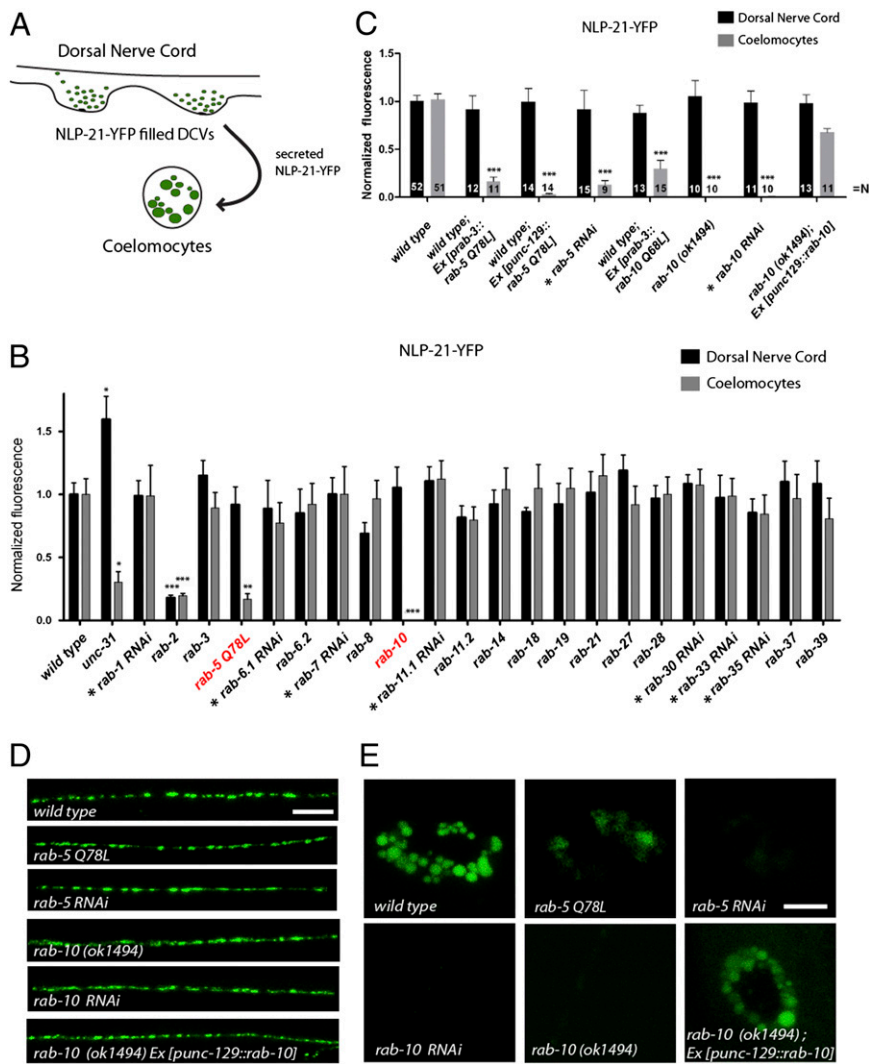 A
Dorsal Nerve Cord
NLP-21-YFP filled DCVs
secreted
NLP-21-YFP
Coelomocytes
C
NLP-21-YFP
Dorsal Nerve Cord
Coelomocytes
Normalized fluorescence
1.0
0.5
0.0
*** *** *** *** *** ***
52 51 12 11 14 14 15 9 13 15 10 10 11 10 13 11 =N
wild type
wild type;
Ex [prab-3::
rab-5 Q78L]
wild type;
Ex [punc-129::
rab-5 Q78L]
* rab-5 RNAi
wild type;
Ex [prab-3::
rab-10 Q68L]
rab-10 (ok1494)
* rab-10 RNAi
rab-10 (ok1494);
Ex [punc129::rab-10]
B
NLP-21-YFP
Dorsal Nerve Cord
Coelomocytes
Normalized fluorescence
1.5
1.0
0.5
0.0
* * *** *** ** ***
wild type
unc-31
* rab-1 RNAi
rab-2
rab-3
rab-5 Q78L
* rab-6.1 RNAi
rab-6.2
* rab-7 RNAi
rab-8
rab-10
* rab-11.1 RNAi
rab-11.2
rab-14
rab-18
rab-19
rab-21
rab-27
rab-28
* rab-30 RNAi
* rab-33 RNAi
* rab-35 RNAi
rab-37
rab-39
D
wild type
rab-5 Q78L
rab-5 RNAi
rab-10 (ok1494)
rab-10 RNAi
rab-10 (ok1494) Ex [punc-129::rab-10]
E
wild type
rab-5 Q78L
rab-5 RNAi
rab-10 RNAi
rab-10 (ok1494)
rab-10 (ok1494) ;
Ex [punc-129::rab-10]